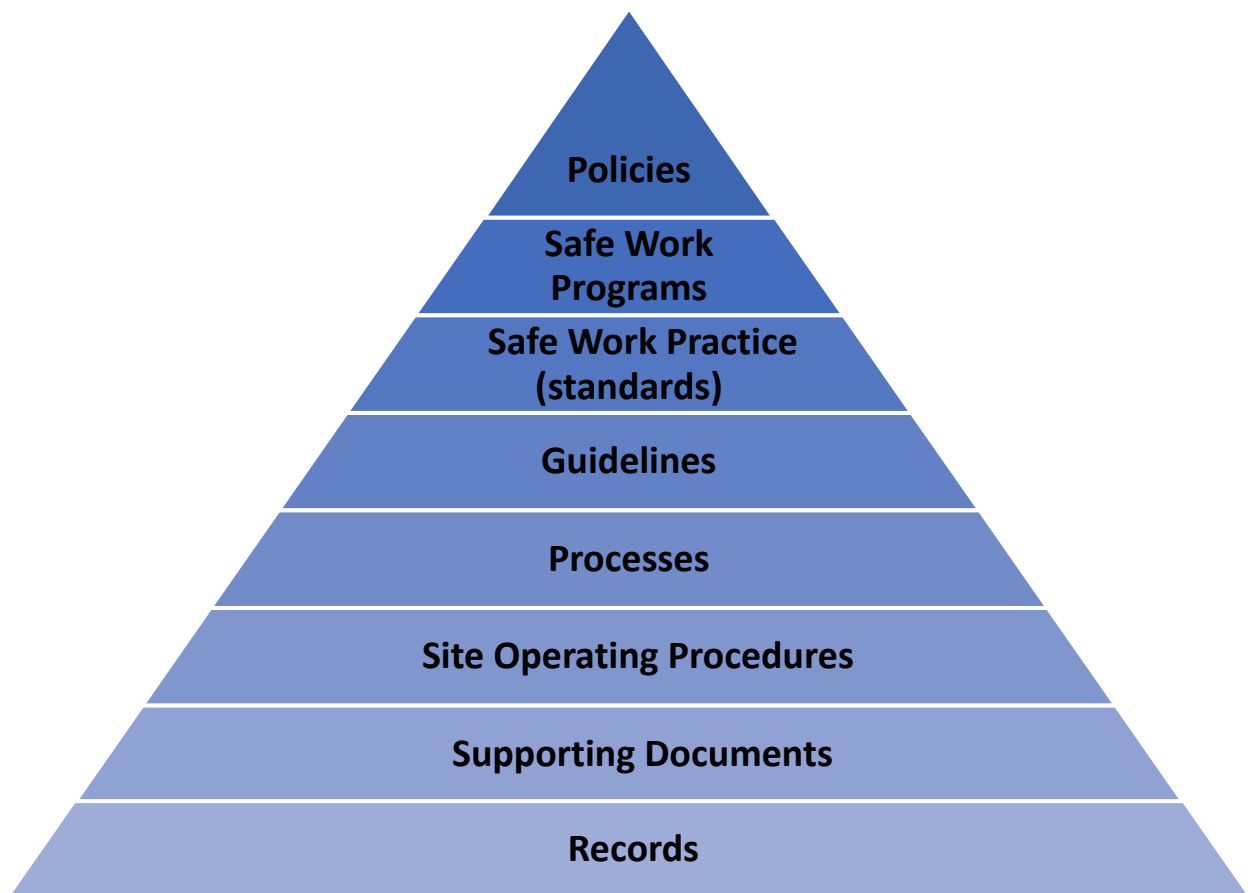 Policies
Safe Work
Programs
Safe Work Practice
(standards)
Guidelines
Processes
Site Operating Procedures
Supporting Documents
Records